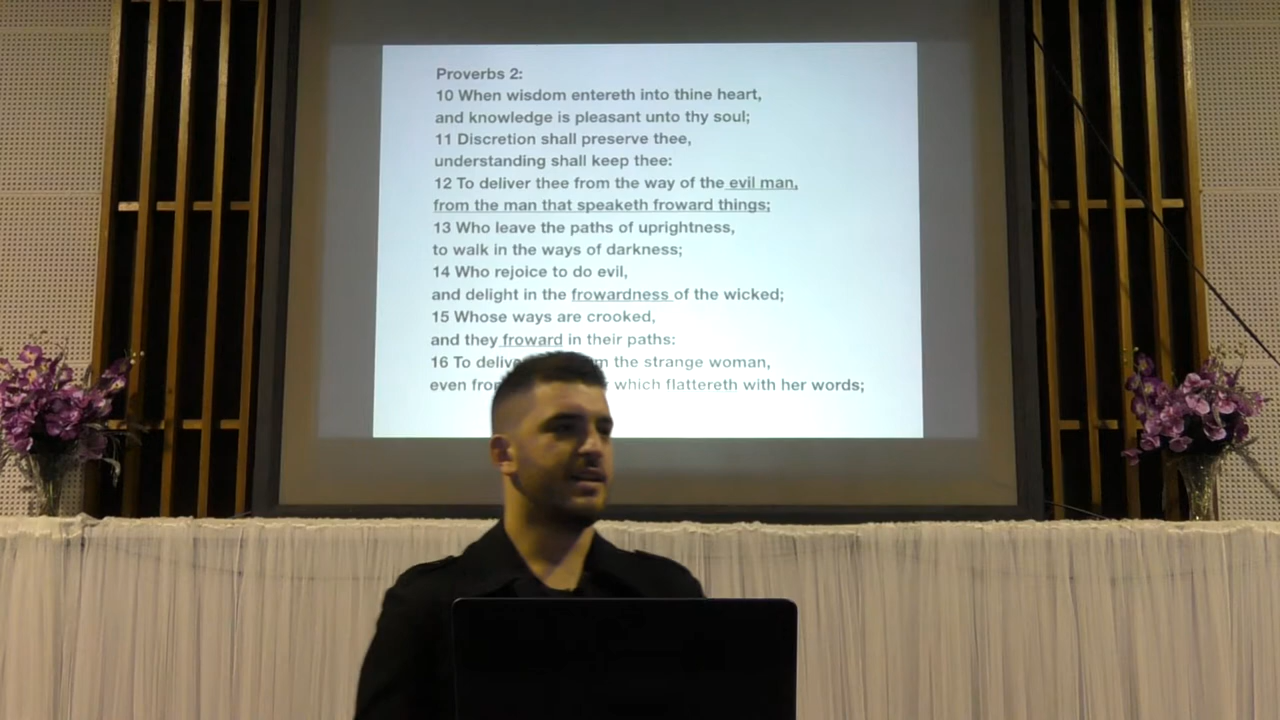 Proverbs 2:
10 When wisdom entereth into thine heart,
and knowledge is pleasant unto thy soul;
11 Discretion shall preserve thee,
understanding shall keep thee:
12 To deliver thee from the way of the evil man,
from the man that speaketh froward things;
13 Who leave the paths of uprightness,
to walk in the ways of darkness;
14 Who rejoice to do evil,
and delight in the frowardness of the wicked;
15 Whose ways are crooked,
and they froward in their paths:
16 To the strange woman,
even which flattereth with her words;